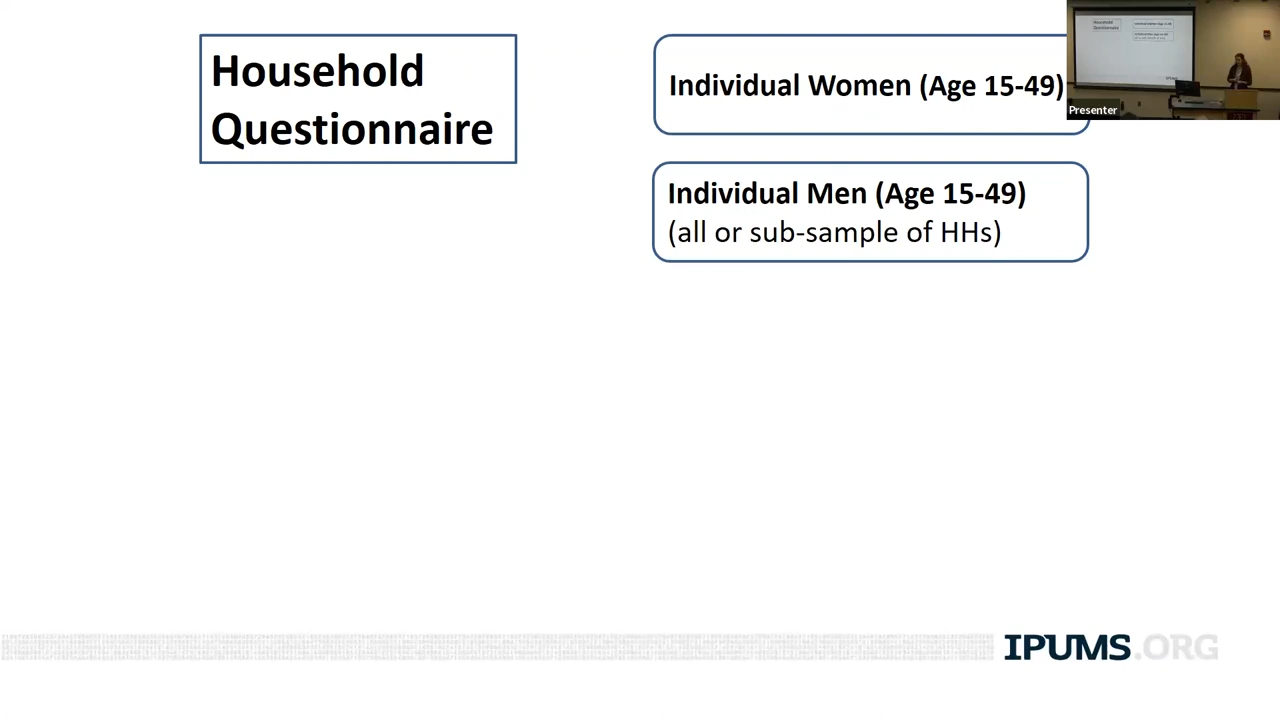 Household
Questionnaire
Individual Women (Age 15-49)
Individual Men (Age 15-49)
(all or sub-sample of HHs)
Presenter
IPUMS.ORG